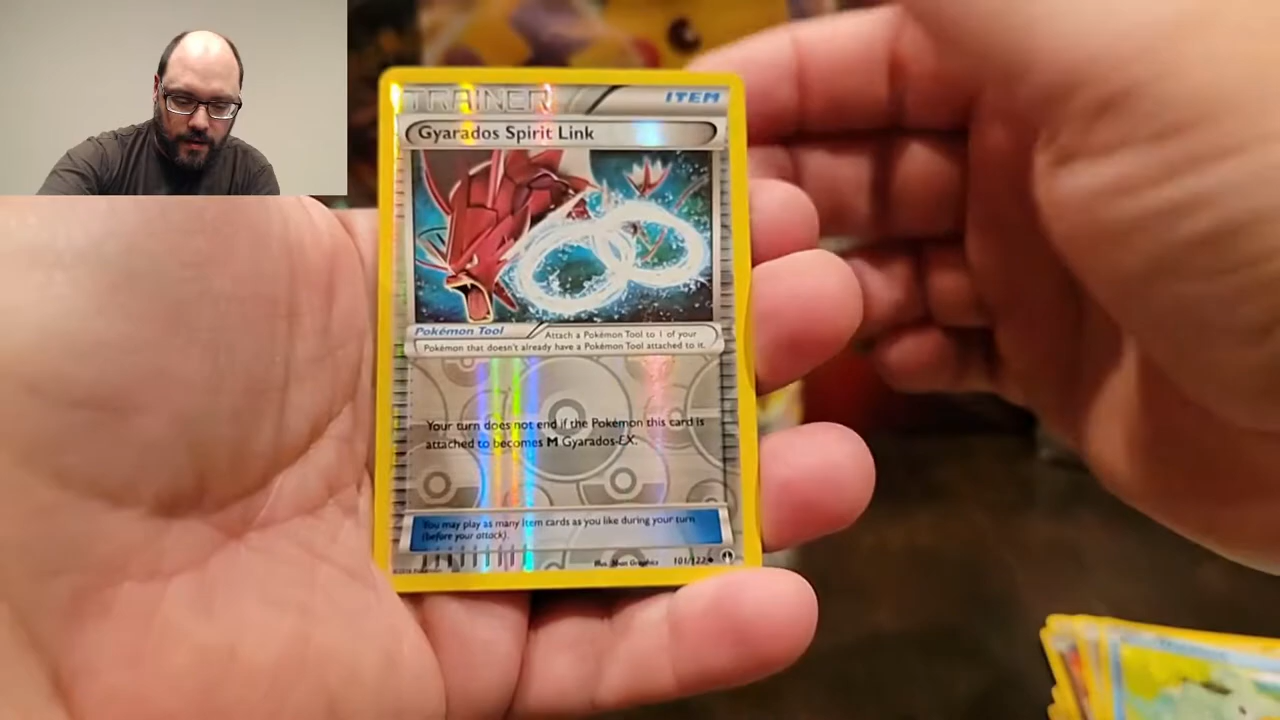 TRAINER
ITEM
Gyarados Spirit Link
Pokémon Tool
Attach a Pokémon Tool to 1 of your
Pokémon that doesn't already have a Pokémon Tool attached to it.
Your turn does not end if the Pokémon this card is
attached to becomes M Gyarados-EX.
You may play as many Item cards as you like during your turn
(before your attack).
Illus. 5ban Graphics
101/122